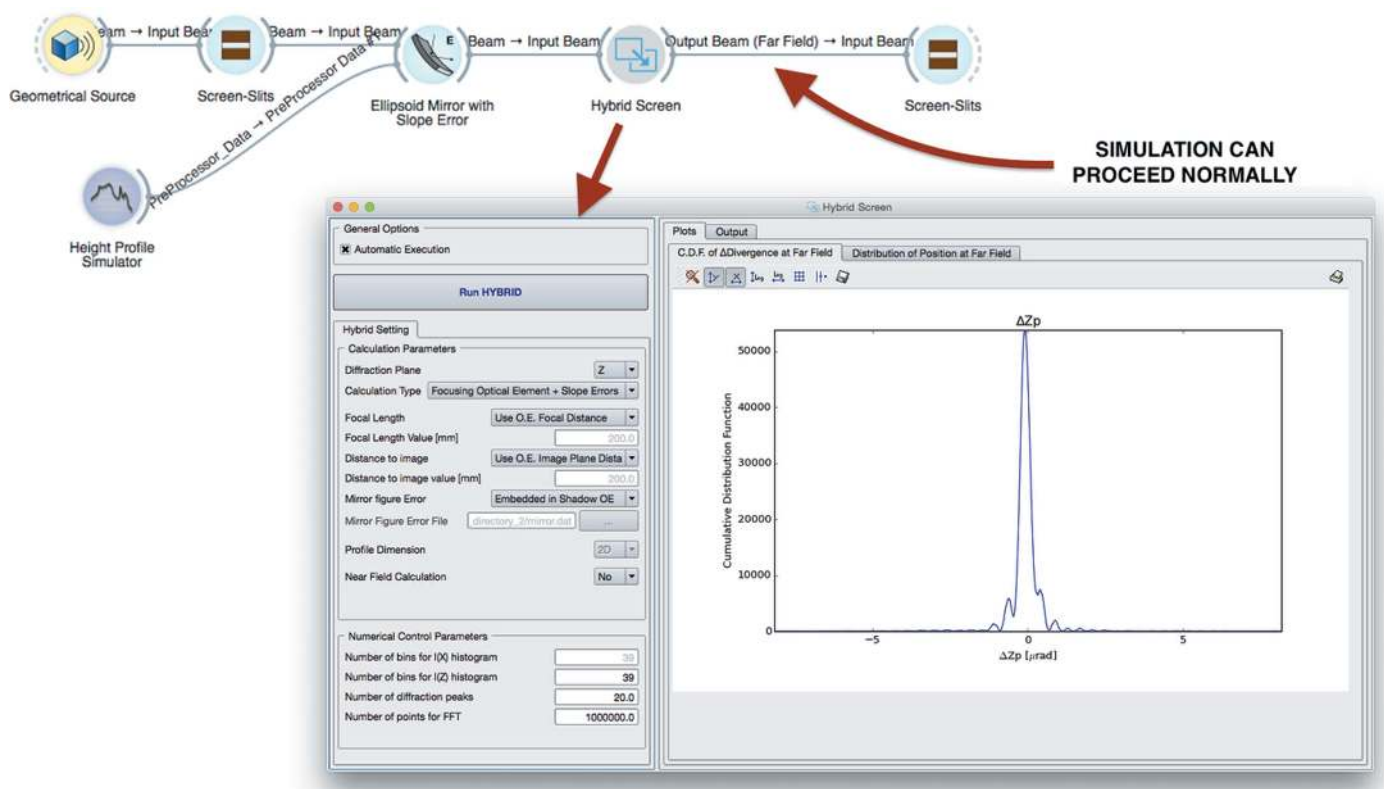 eam → Input Bea
Beam → Input Beam
Beam → Input Beam
Output Beam (Far Field) → Input Beam
PreProcessor_Data → PreProcessor Data #1
E
Geometrical Source
Screen-Slits
Ellipsoid Mirror with
Slope Error
Hybrid Screen
Screen-Slits
Height Profile
Simulator
SIMULATION CAN
PROCEED NORMALLY
Hybrid Screen
General Options
Automatic Execution
Run HYBRID
Hybrid Setting
Calculation Parameters
Diffraction Plane Z
Calculation Type Focusing Optical Element + Slope Errors
Focal Length Use O.E. Focal Distance
Focal Length Value [mm] 200.0
Distance to image Use O.E. Image Plane Dista
Distance to image value [mm] 200.0
Mirror figure Error Embedded in Shadow OE
Mirror Figure Error File directory_2/mirror.dat ...
Profile Dimension 2D
Near Field Calculation No
Numerical Control Parameters
Number of bins for I(X) histogram 39
Number of bins for I(Z) histogram 39
Number of diffraction peaks 20.0
Number of points for FFT 1000000.0
Plots Output
C.D.F. of ΔDivergence at Far Field Distribution of Position at Far Field
ΔZp
50000
40000
30000
20000
10000
0
Cumulative Distribution Function
−5 0 5
ΔZp [μrad]